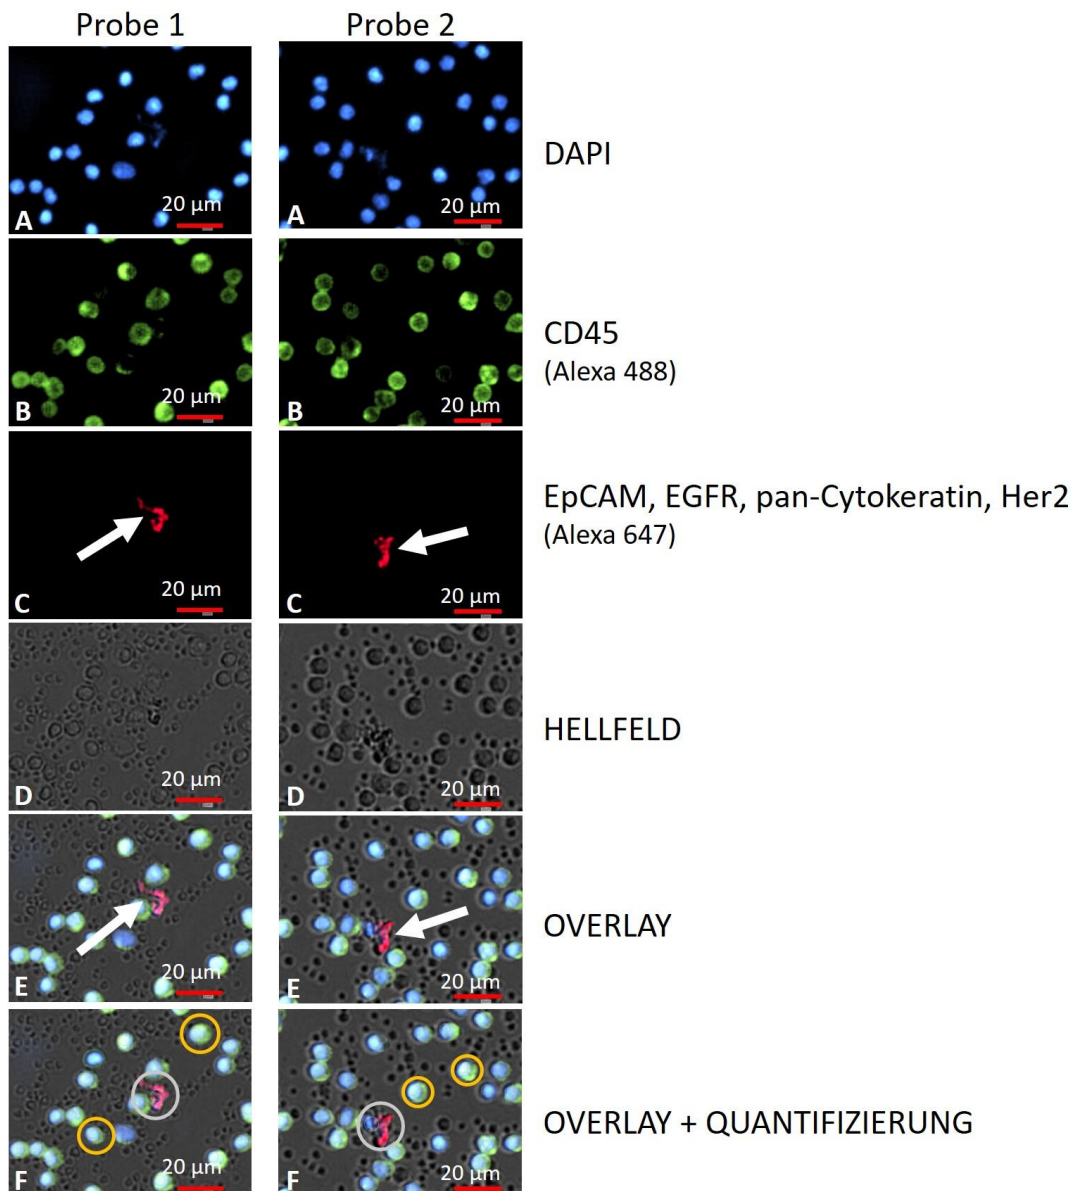 Probe 1
Probe 2
20 µm
A
20 µm
A
DAPI
20 µm
B
20 µm
B
CD45
(Alexa 488)
20 µm
C
20 µm
C
EpCAM, EGFR, pan-Cytokeratin, Her2
(Alexa 647)
20 µm
D
20 µm
D
HELLFELD
20 µm
E
20 µm
E
OVERLAY
20 µm
F
20 µm
F
OVERLAY + QUANTIFIZIERUNG